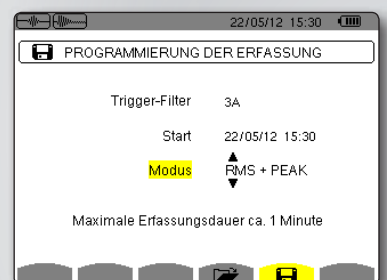 22/05/12 15:30
PROGRAMMIERUNG DER ERFASSUNG
Trigger-Filter 3A
Start 22/05/12 15:30
Modus RMS + PEAK
Maximale Erfassungsdauer ca. 1 Minute